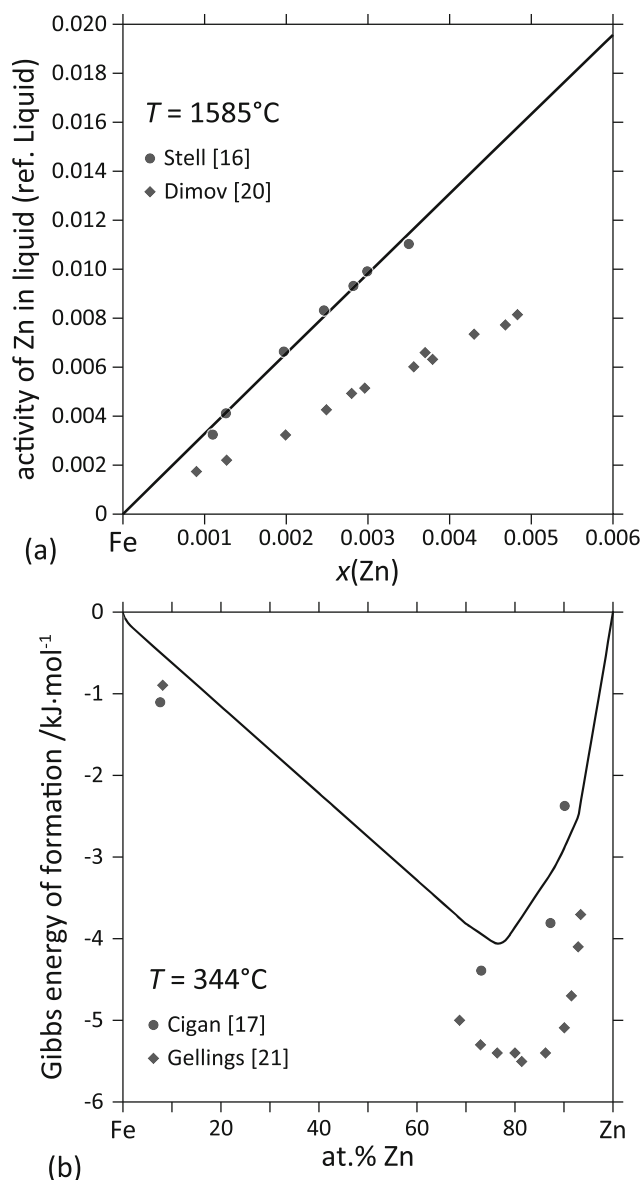 0.020
0.018
0.016
0.014
0.012
0.010
0.008
0.006
0.004
0.002
0
activity of Zn in liquid (ref. Liquid)
T = 1585°C
Stell [16]
Dimov [20]
Fe 0.001 0.002 0.003 0.004 0.005 0.006
x(Zn)
(a)
0
-1
-2
-3
-4
-5
-6
Gibbs energy of formation /kJ·mol⁻¹
T = 344°C
Cigan [17]
Gellings [21]
Fe 20 40 60 80 Zn
at.% Zn
(b)